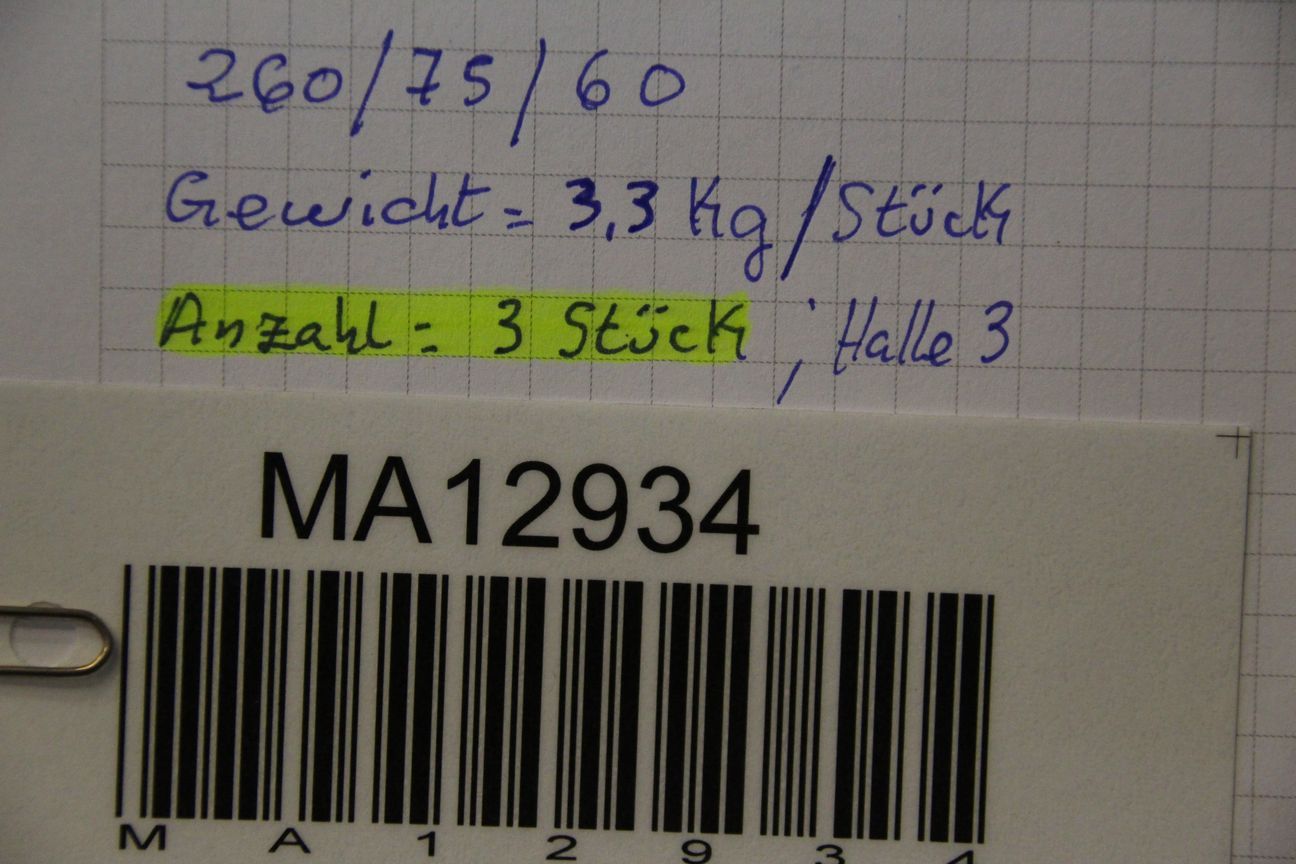 260/75/60
Gewicht = 3,3 Kg/Stück
Anzahl = 3 Stück ; Halle 3
MA12934
M A 1 2 9 3 4